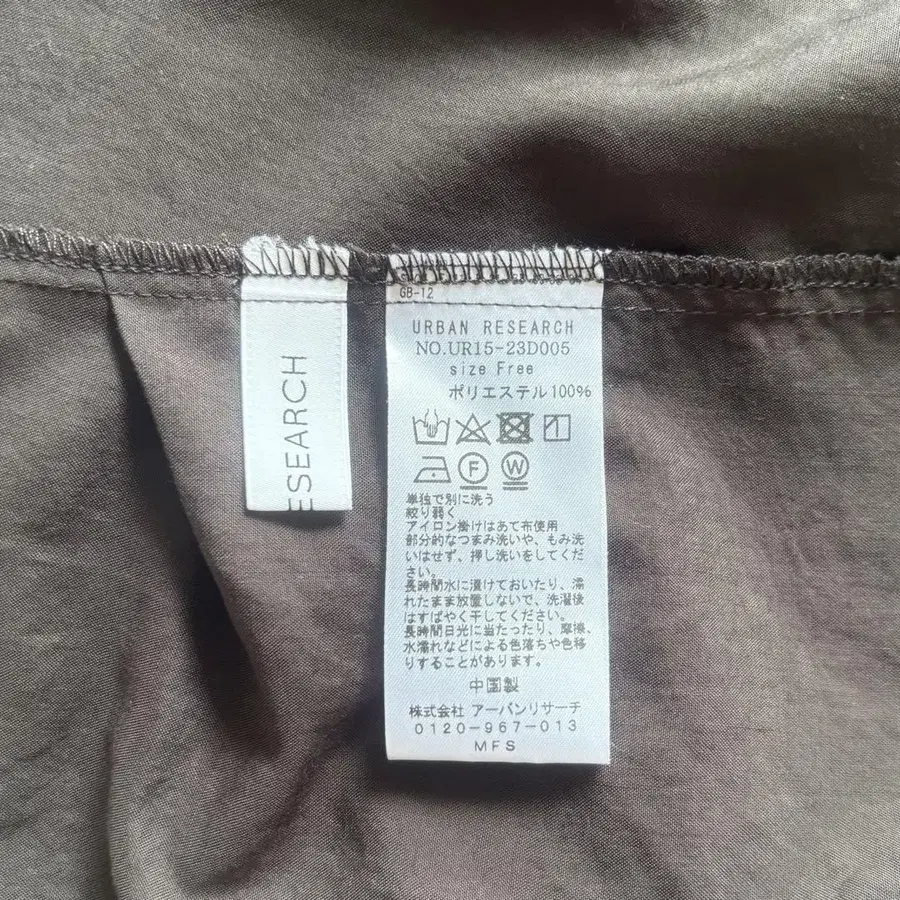 ESEARCH
GB-12
URBAN RESEARCH
NO.UR15-23D005
size Free
ポリエステル100%
F W
単独で別に洗う
絞り弱く
アイロン掛けはあて布使用
部分的なつまみ洗いや、もみ洗
いはせず、押し洗いをしてくだ
さい。
長時間水に漬けておいたり、濡
れたまま放置しないで、洗濯後
はすばやく干してください。
長時間日光に当たったり、摩擦、
水濡れなどによる色落ちや色移
りすることがあります。
中国製
株式会社 アーバンリサーチ
0120-967-013
MFS